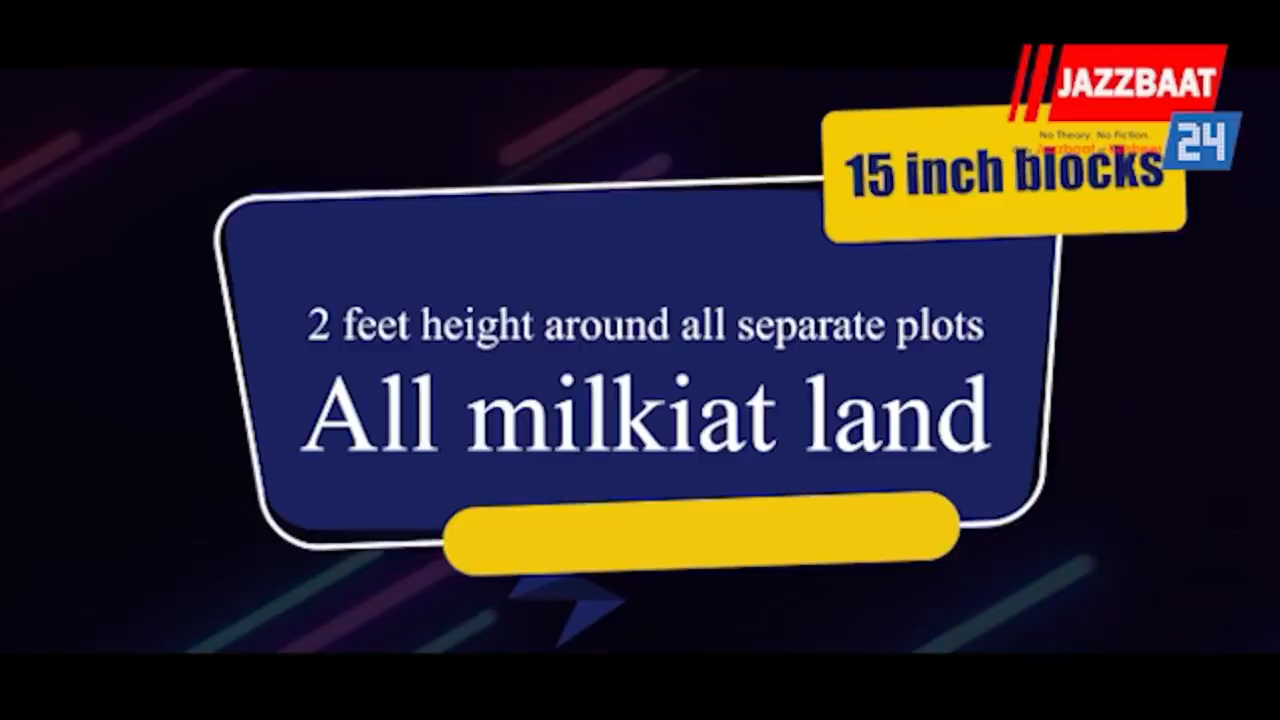 JAZZBAAT
24
No Theory. No Fiction.
15 inch blocks
2 feet height around all separate plots
All milkiat land